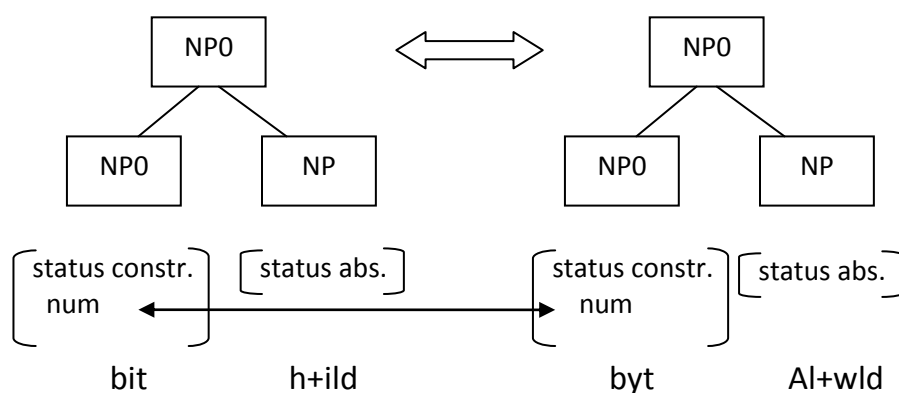 NP0 NP0
NP0 NP NP0 NP
status constr. status abs. status constr. status abs.
num num
bit h+ild byt Al+wld